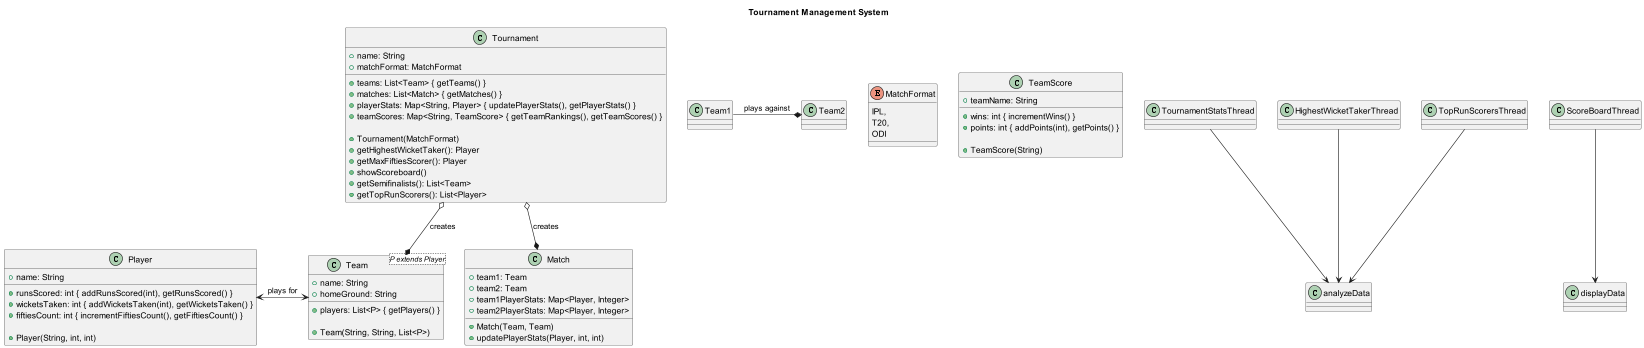 Tournament Management System
C Tournament
name: String
matchFormat: MatchFormat
teams: List<Team> { getTeams() }
matches: List<Match> { getMatches() }
playerStats: Map<String, Player> { updatePlayerStats(), getPlayerStats() }
teamScores: Map<String, TeamScore> { getTeamRankings(), getTeamScores() }
Tournament(MatchFormat)
getHighestWicketTaker(): Player
getMaxFiftiesScorer(): Player
showScoreboard()
getSemifinalists(): List<Team>
getTopRunScorers(): List<Player>
C Team1
plays against
C Team2
E MatchFormat
IPL,
T20,
ODI
C TeamScore
teamName: String
wins: int { incrementWins() }
points: int { addPoints(int), getPoints() }
TeamScore(String)
C TournamentStatsThread
C HighestWicketTakerThread
C TopRunScorersThread
C ScoreBoardThread
creates
creates
C Player
name: String
runsScored: int { addRunsScored(int), getRunsScored() }
wicketsTaken: int { addWicketsTaken(int), getWicketsTaken() }
fiftiesCount: int { incrementFiftiesCount(), getFiftiesCount() }
Player(String, int, int)
plays for
C Team
P extends Player
name: String
homeGround: String
players: List<P> { getPlayers() }
Team(String, String, List<P>)
C Match
team1: Team
team2: Team
team1PlayerStats: Map<Player, Integer>
team2PlayerStats: Map<Player, Integer>
Match(Team, Team)
updatePlayerStats(Player, int, int)
C analyzeData
C displayData